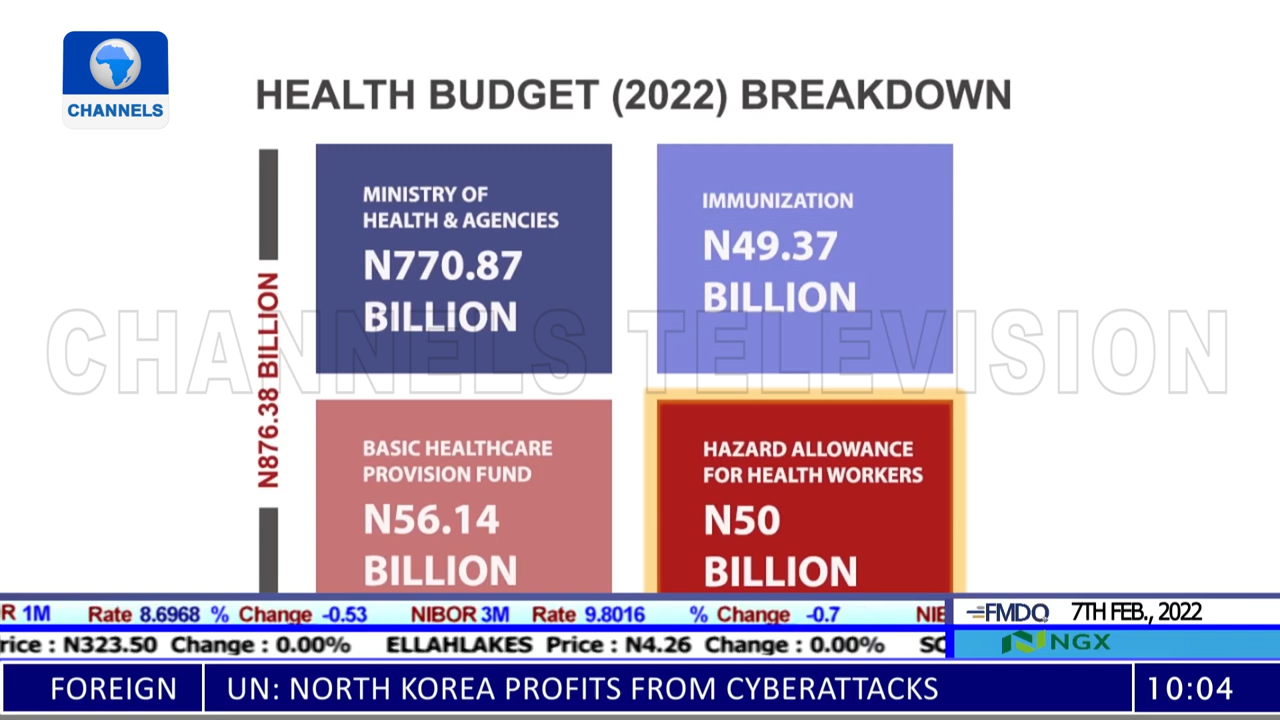 CHANNELS
HEALTH BUDGET (2022) BREAKDOWN
N876.38 BILLION
MINISTRY OF
HEALTH & AGENCIES
N770.87
BILLION
IMMUNIZATION
N49.37
BILLION
CHANNELS TELEVISION
BASIC HEALTHCARE
PROVISION FUND
N56.14
BILLION
HAZARD ALLOWANCE
FOR HEALTH WORKERS
N50
BILLION
R 1M Rate 8.6968 % Change -0.53 NIBOR 3M Rate 9.8016 % Change -0.7 NIB
FMDQ 7TH FEB., 2022
rice : N323.50 Change : 0.00% ELLAHLAKES Price : N4.26 Change : 0.00% SC
NGX
FOREIGN UN: NORTH KOREA PROFITS FROM CYBERATTACKS 10:04